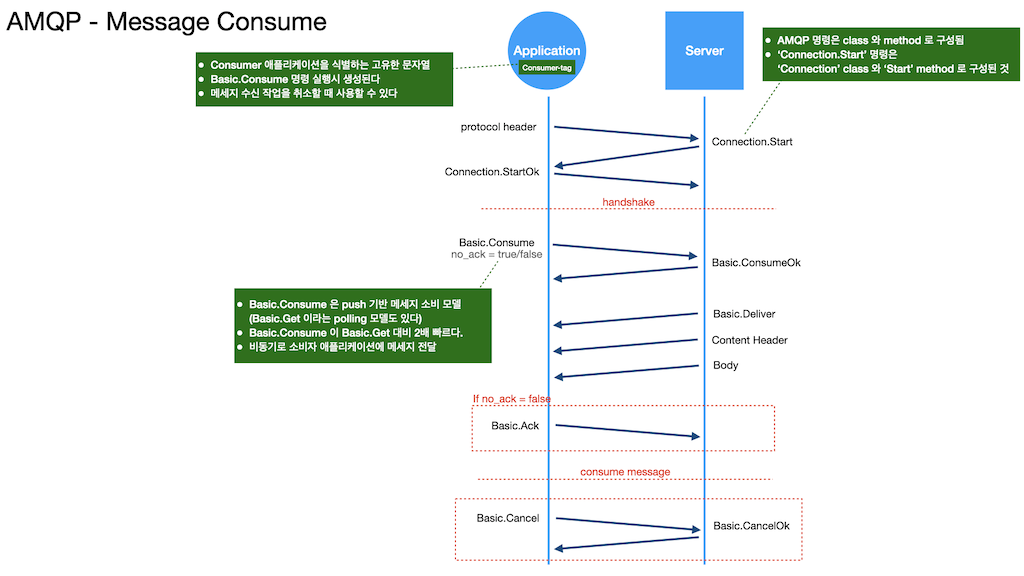 AMQP - Message Consume
Application
Consumer-tag
Server
• Consumer 애플리케이션을 식별하는 고유한 문자열
• Basic.Consume 명령 실행시 생성된다
• 메세지 수신 작업을 취소할 때 사용할 수 있다
• AMQP 명령은 class 와 method 로 구성됨
• ‘Connection.Start’ 명령은
‘Connection’ class 와 ‘Start’ method 로 구성된 것
protocol header
Connection.Start
Connection.StartOk
handshake
Basic.Consume
no_ack = true/false
Basic.ConsumeOk
• Basic.Consume 은 push 기반 메세지 소비 모델
(Basic.Get 이라는 polling 모델도 있다)
• Basic.Consume 이 Basic.Get 대비 2배 빠르다.
• 비동기로 소비자 애플리케이션에 메세지 전달
Basic.Deliver
Content Header
Body
If no_ack = false
Basic.Ack
consume message
Basic.Cancel
Basic.CancelOk